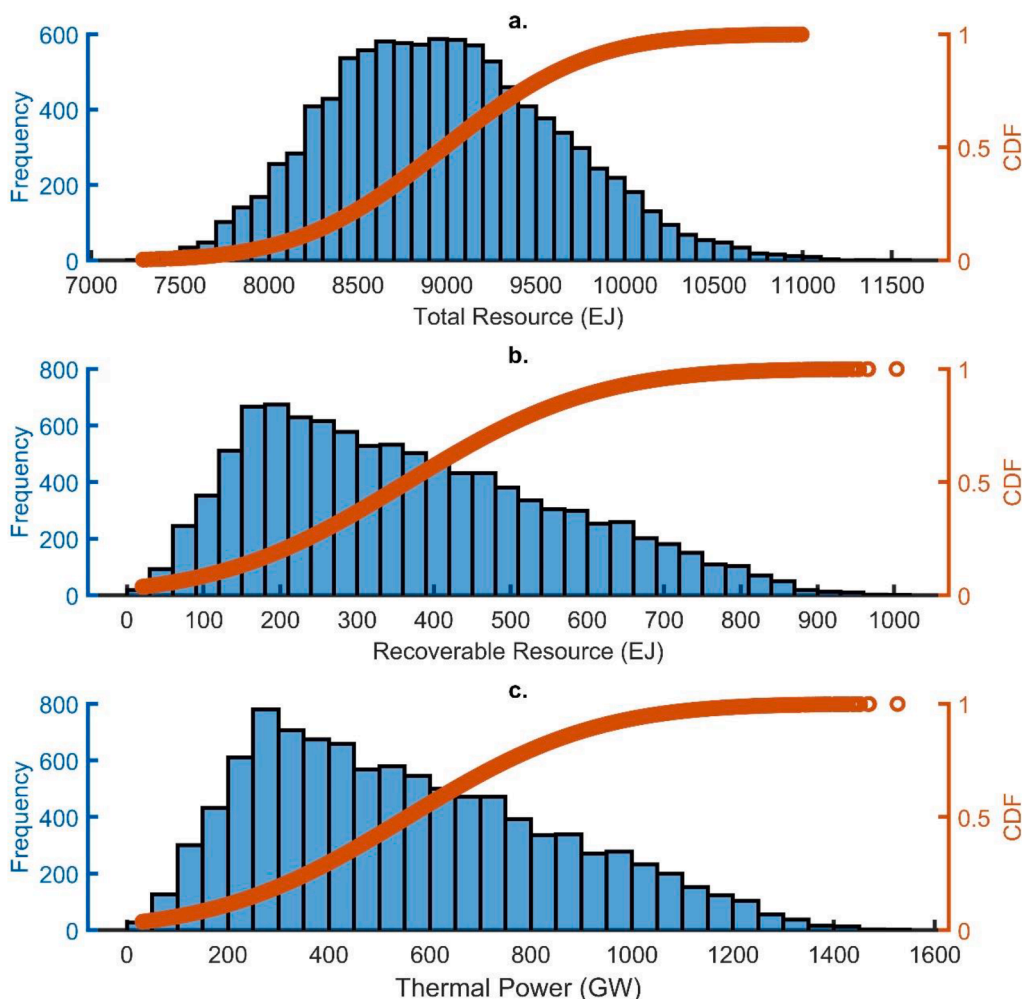 a.
600
400
200
0
Frequency
1
0.5
0
CDF
7000 7500 8000 8500 9000 9500 10000 10500 11000 11500
Total Resource (EJ)
b.
800
600
400
200
0
Frequency
1
0.5
0
CDF
0 100 200 300 400 500 600 700 800 900 1000
Recoverable Resource (EJ)
c.
800
600
400
200
0
Frequency
1
0.5
0
CDF
0 200 400 600 800 1000 1200 1400 1600
Thermal Power (GW)